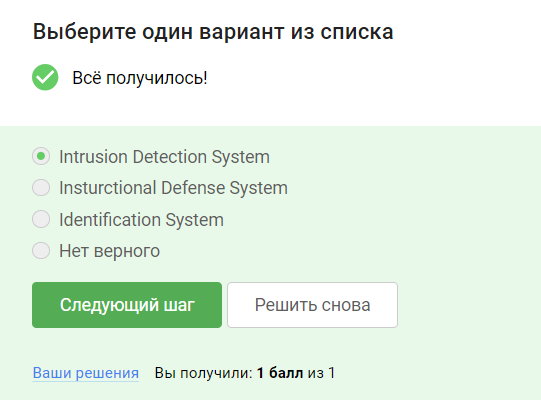 Выберите один вариант из списка
Всё получилось!
Intrusion Detection System
Insturctional Defense System
Identification System
Нет верного
Следующий шаг
Решить снова
Ваши решения Вы получили: 1 балл из 1